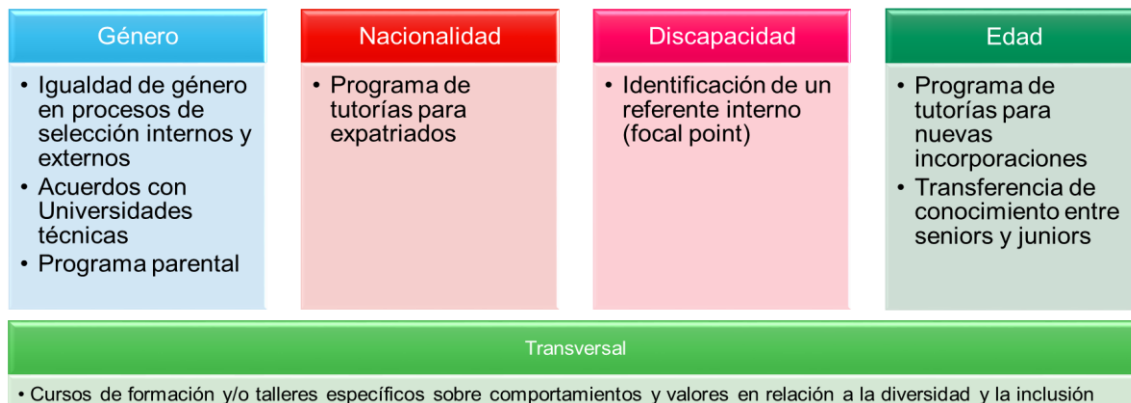 Género
• Igualdad de género
en procesos de
selección internos y
externos
• Acuerdos con
Universidades
técnicas
• Programa parental
Nacionalidad
• Programa de
tutorías para
expatriados
Discapacidad
• Identificación de un
referente interno
(focal point)
Edad
• Programa de
tutorías para
nuevas
incorporaciones
• Transferencia de
conocimiento entre
seniors y juniors
Transversal
• Cursos de formación y/o talleres específicos sobre comportamientos y valores en relación a la diversidad y la inclusión